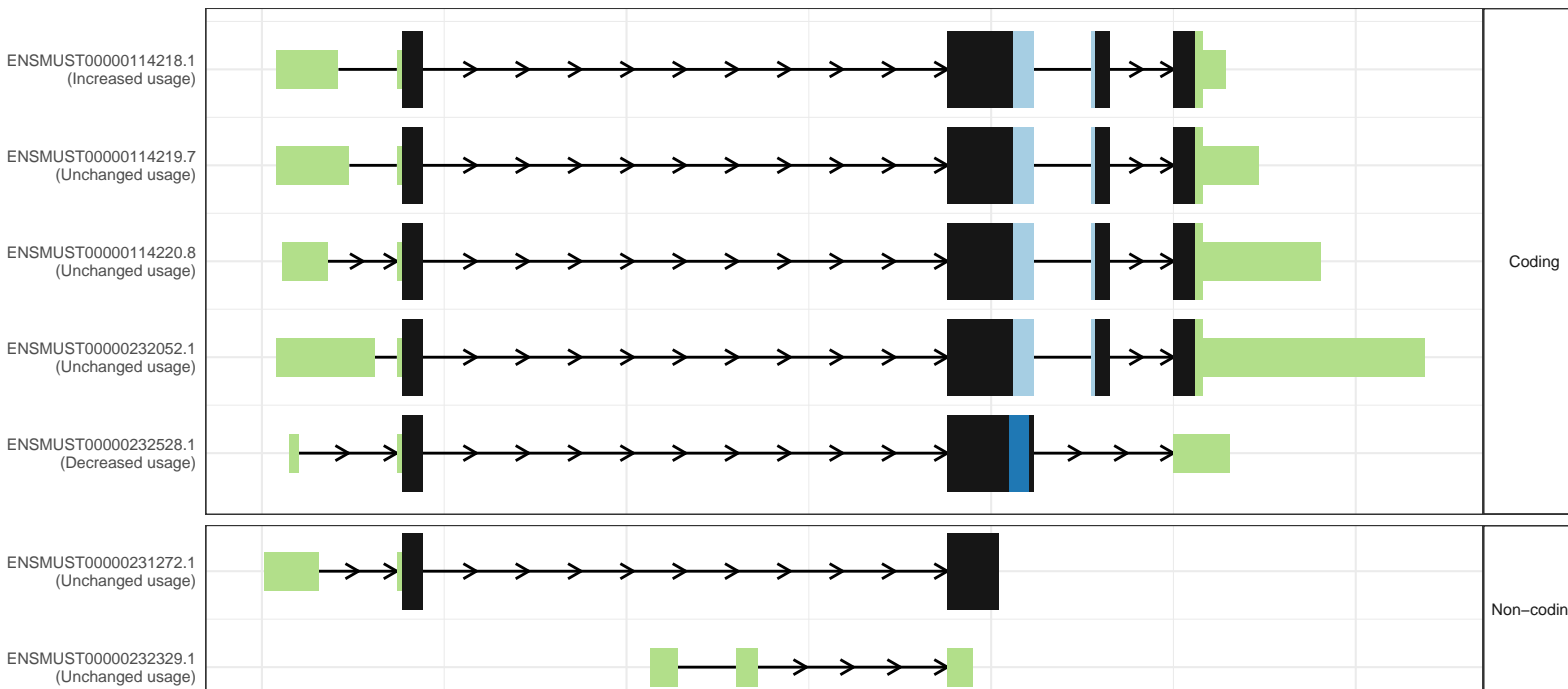 ENSMUST00000114218.1
(Increased usage)
ENSMUST00000114219.7
(Unchanged usage)
ENSMUST00000114220.8
(Unchanged usage)
Coding
ENSMUST00000232052.1
(Unchanged usage)
ENSMUST00000232528.1
(Decreased usage)
ENSMUST00000231272.1
(Unchanged usage)
Non−codin
ENSMUST00000232329.1
(Unchanged usage)